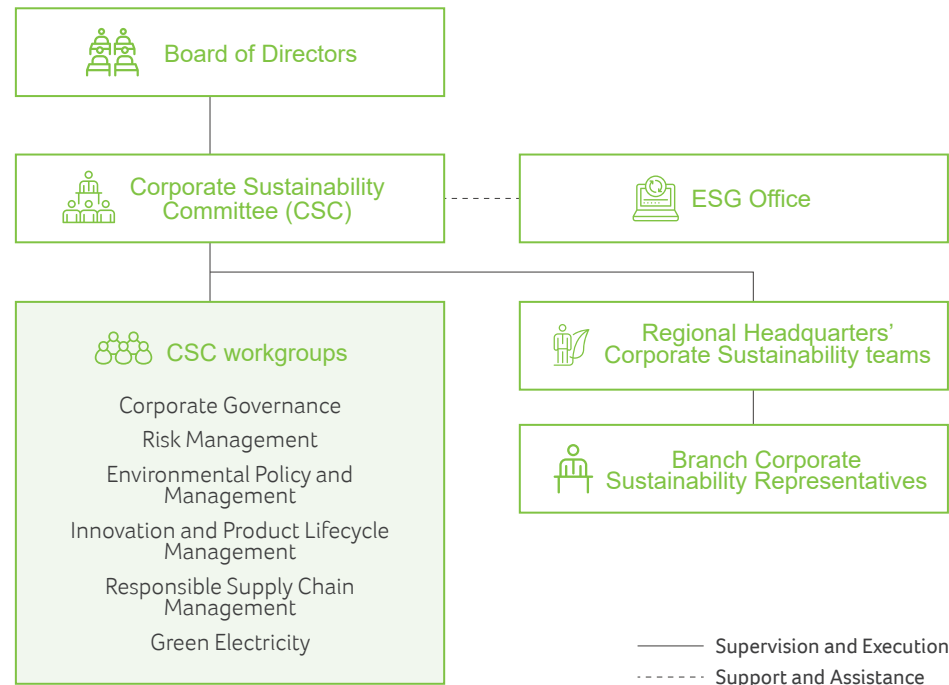 Board of Directors
Corporate Sustainability
Committee (CSC)
ESG Office
CSC workgroups
Corporate Governance
Risk Management
Environmental Policy and
Management
Innovation and Product Lifecycle
Management
Responsible Supply Chain
Management
Green Electricity
Regional Headquarters’
Corporate Sustainability teams
Branch Corporate
Sustainability Representatives
Supervision and Execution
Support and Assistance